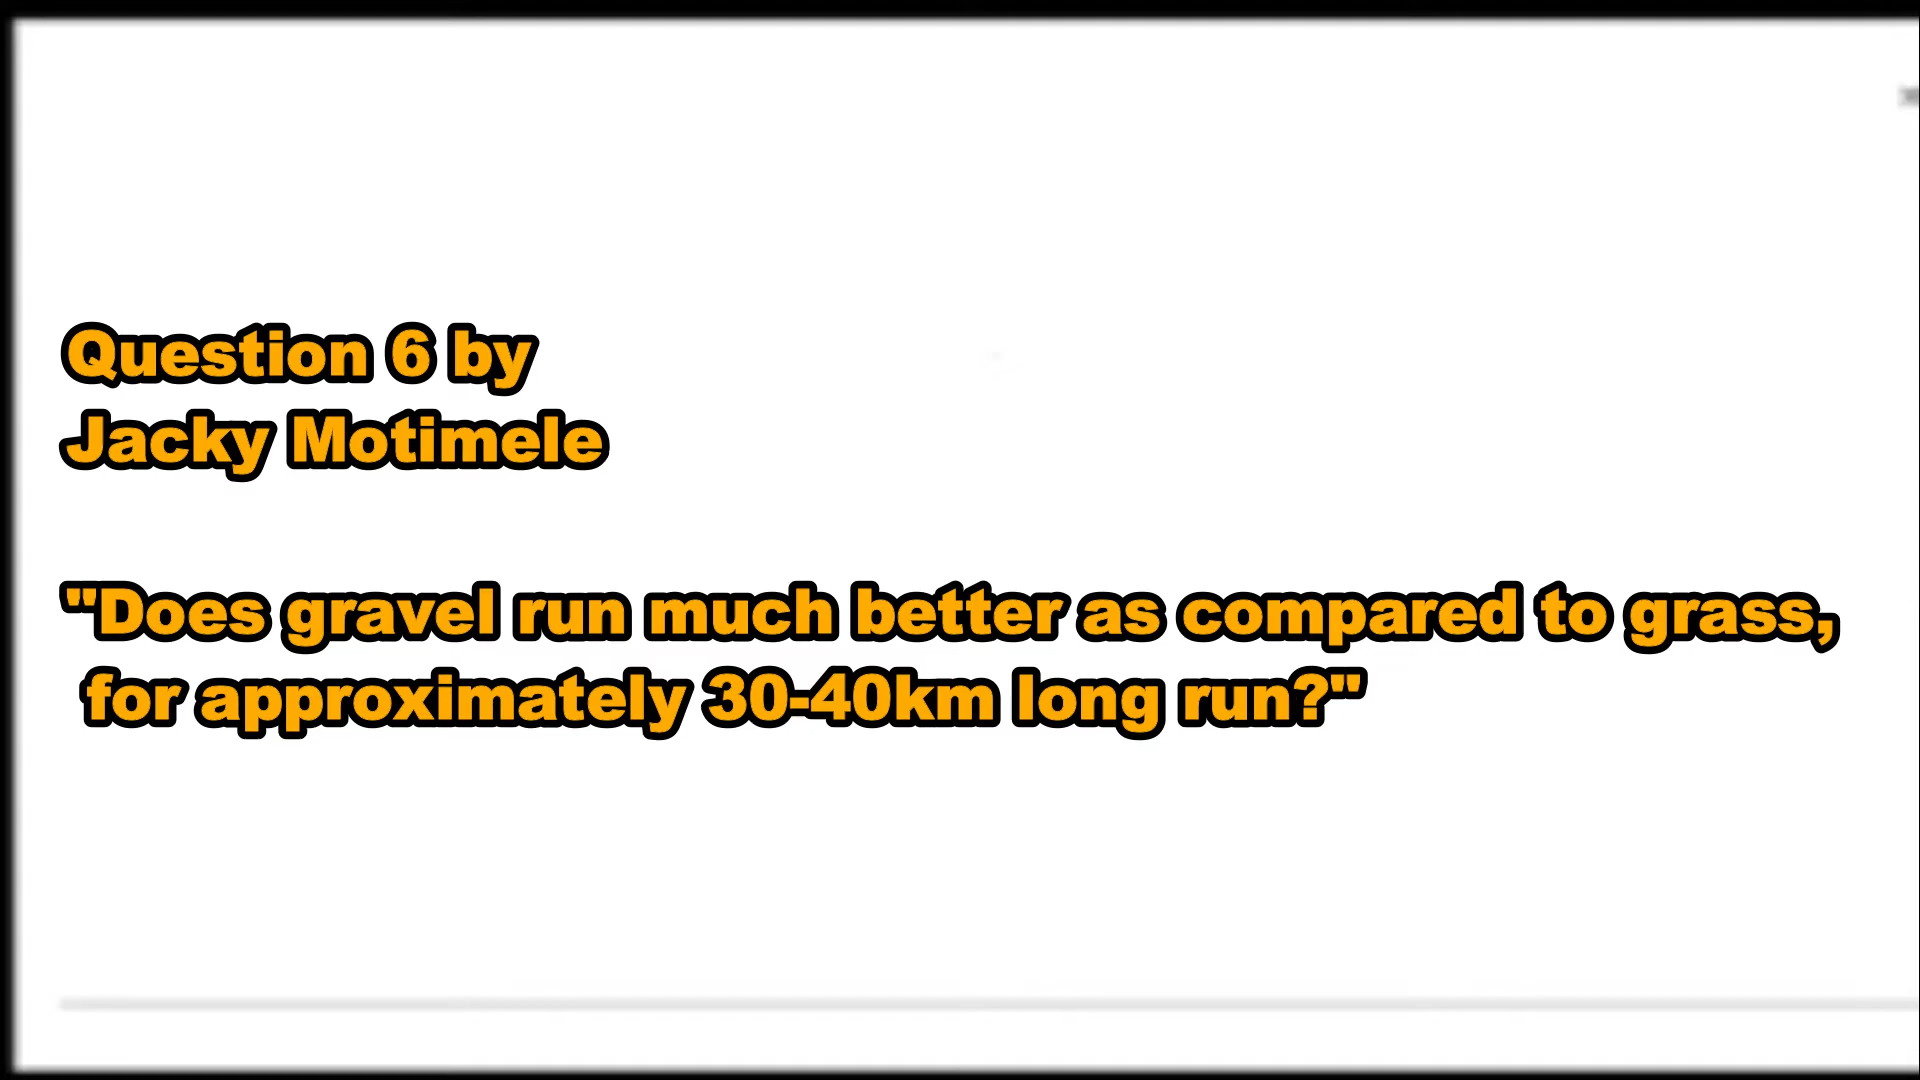 Question 6 by
Jacky Motimele
"Does gravel run much better as compared to grass,
for approximately 30-40km long run?"